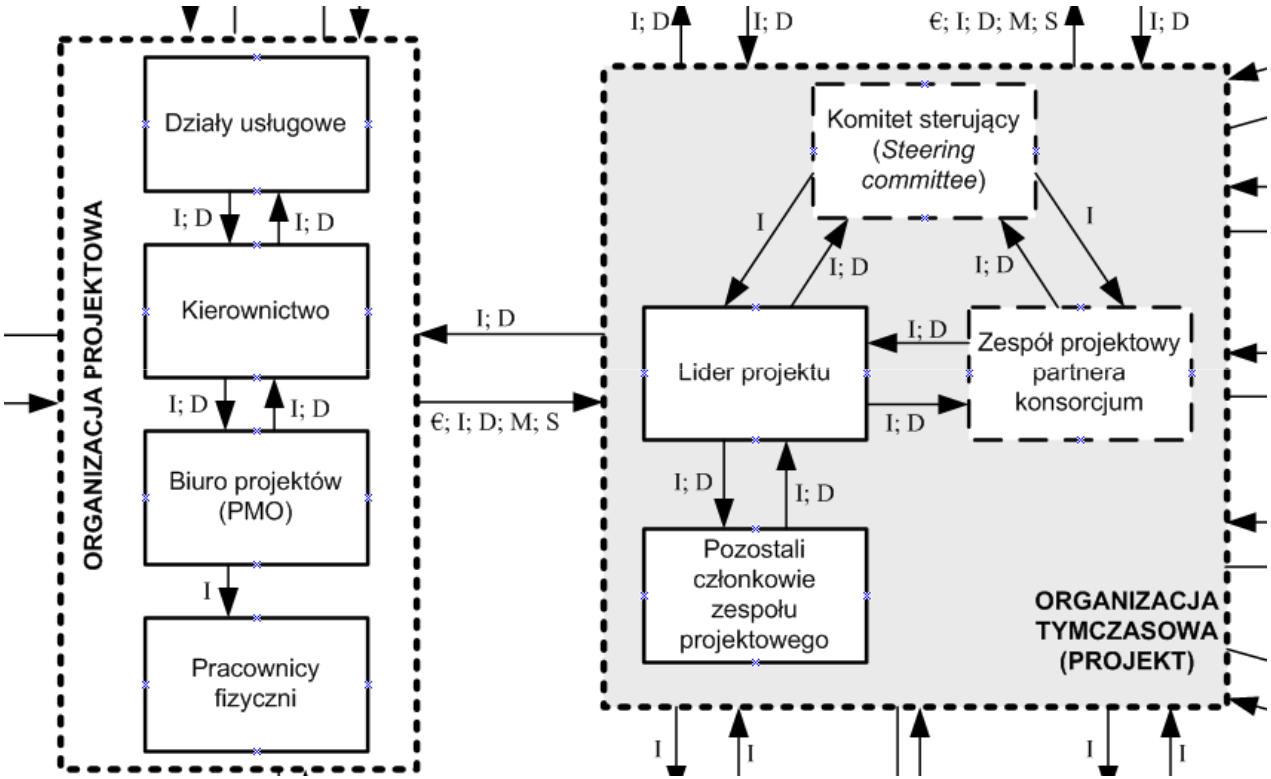 I; D
I; D
€; I; D; M; S
I; D
ORGANIZACJA PROJEKTOWA
Działy usługowe
I; D
I; D
Kierownictwo
I; D
I; D
Biuro projektów
(PMO)
I
Pracownicy
fizyczni
I; D
€; I; D; M; S
Komitet sterujący
(Steering
committee)
I
I
I; D
I; D
Lider projektu
I; D
I; D
Zespół projektowy
partnera
konsorcjum
I; D
I; D
Pozostali
członkowie
zespołu
projektowego
ORGANIZACJA
TYMCZASOWA
(PROJEKT)
I
I
I
I